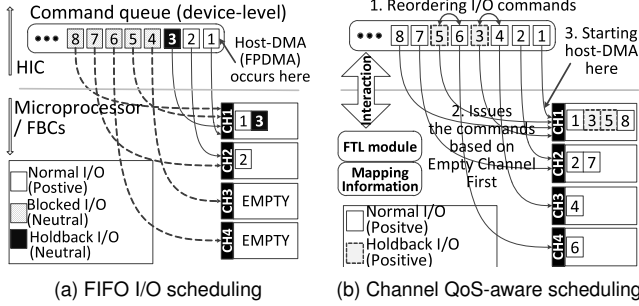 Command queue (device-level)
8 7 6 5 4 3 2 1
Host-DMA
(FPDMA)
occurs here
HIC
Microprocessor
/ FBCs
CH1
1 3
CH2
2
CH3
EMPTY
CH4
EMPTY
Normal I/O
(Postive)
Blocked I/O
(Neutral)
Holdback I/O
(Neutral)
(a) FIFO I/O scheduling
1. Reordering I/O commands
8 7 5 6 3 4 2 1
3. Starting
host-DMA
here
Interaction
2. Issues
the commands
based on
Empty Channel
First
FTL module
Mapping
Information
CH1
1 3 5 8
CH2
2 7
CH3
4
CH4
6
Normal I/O
(Positive)
Holdback I/O
(Positive)
(b) Channel QoS-aware scheduling